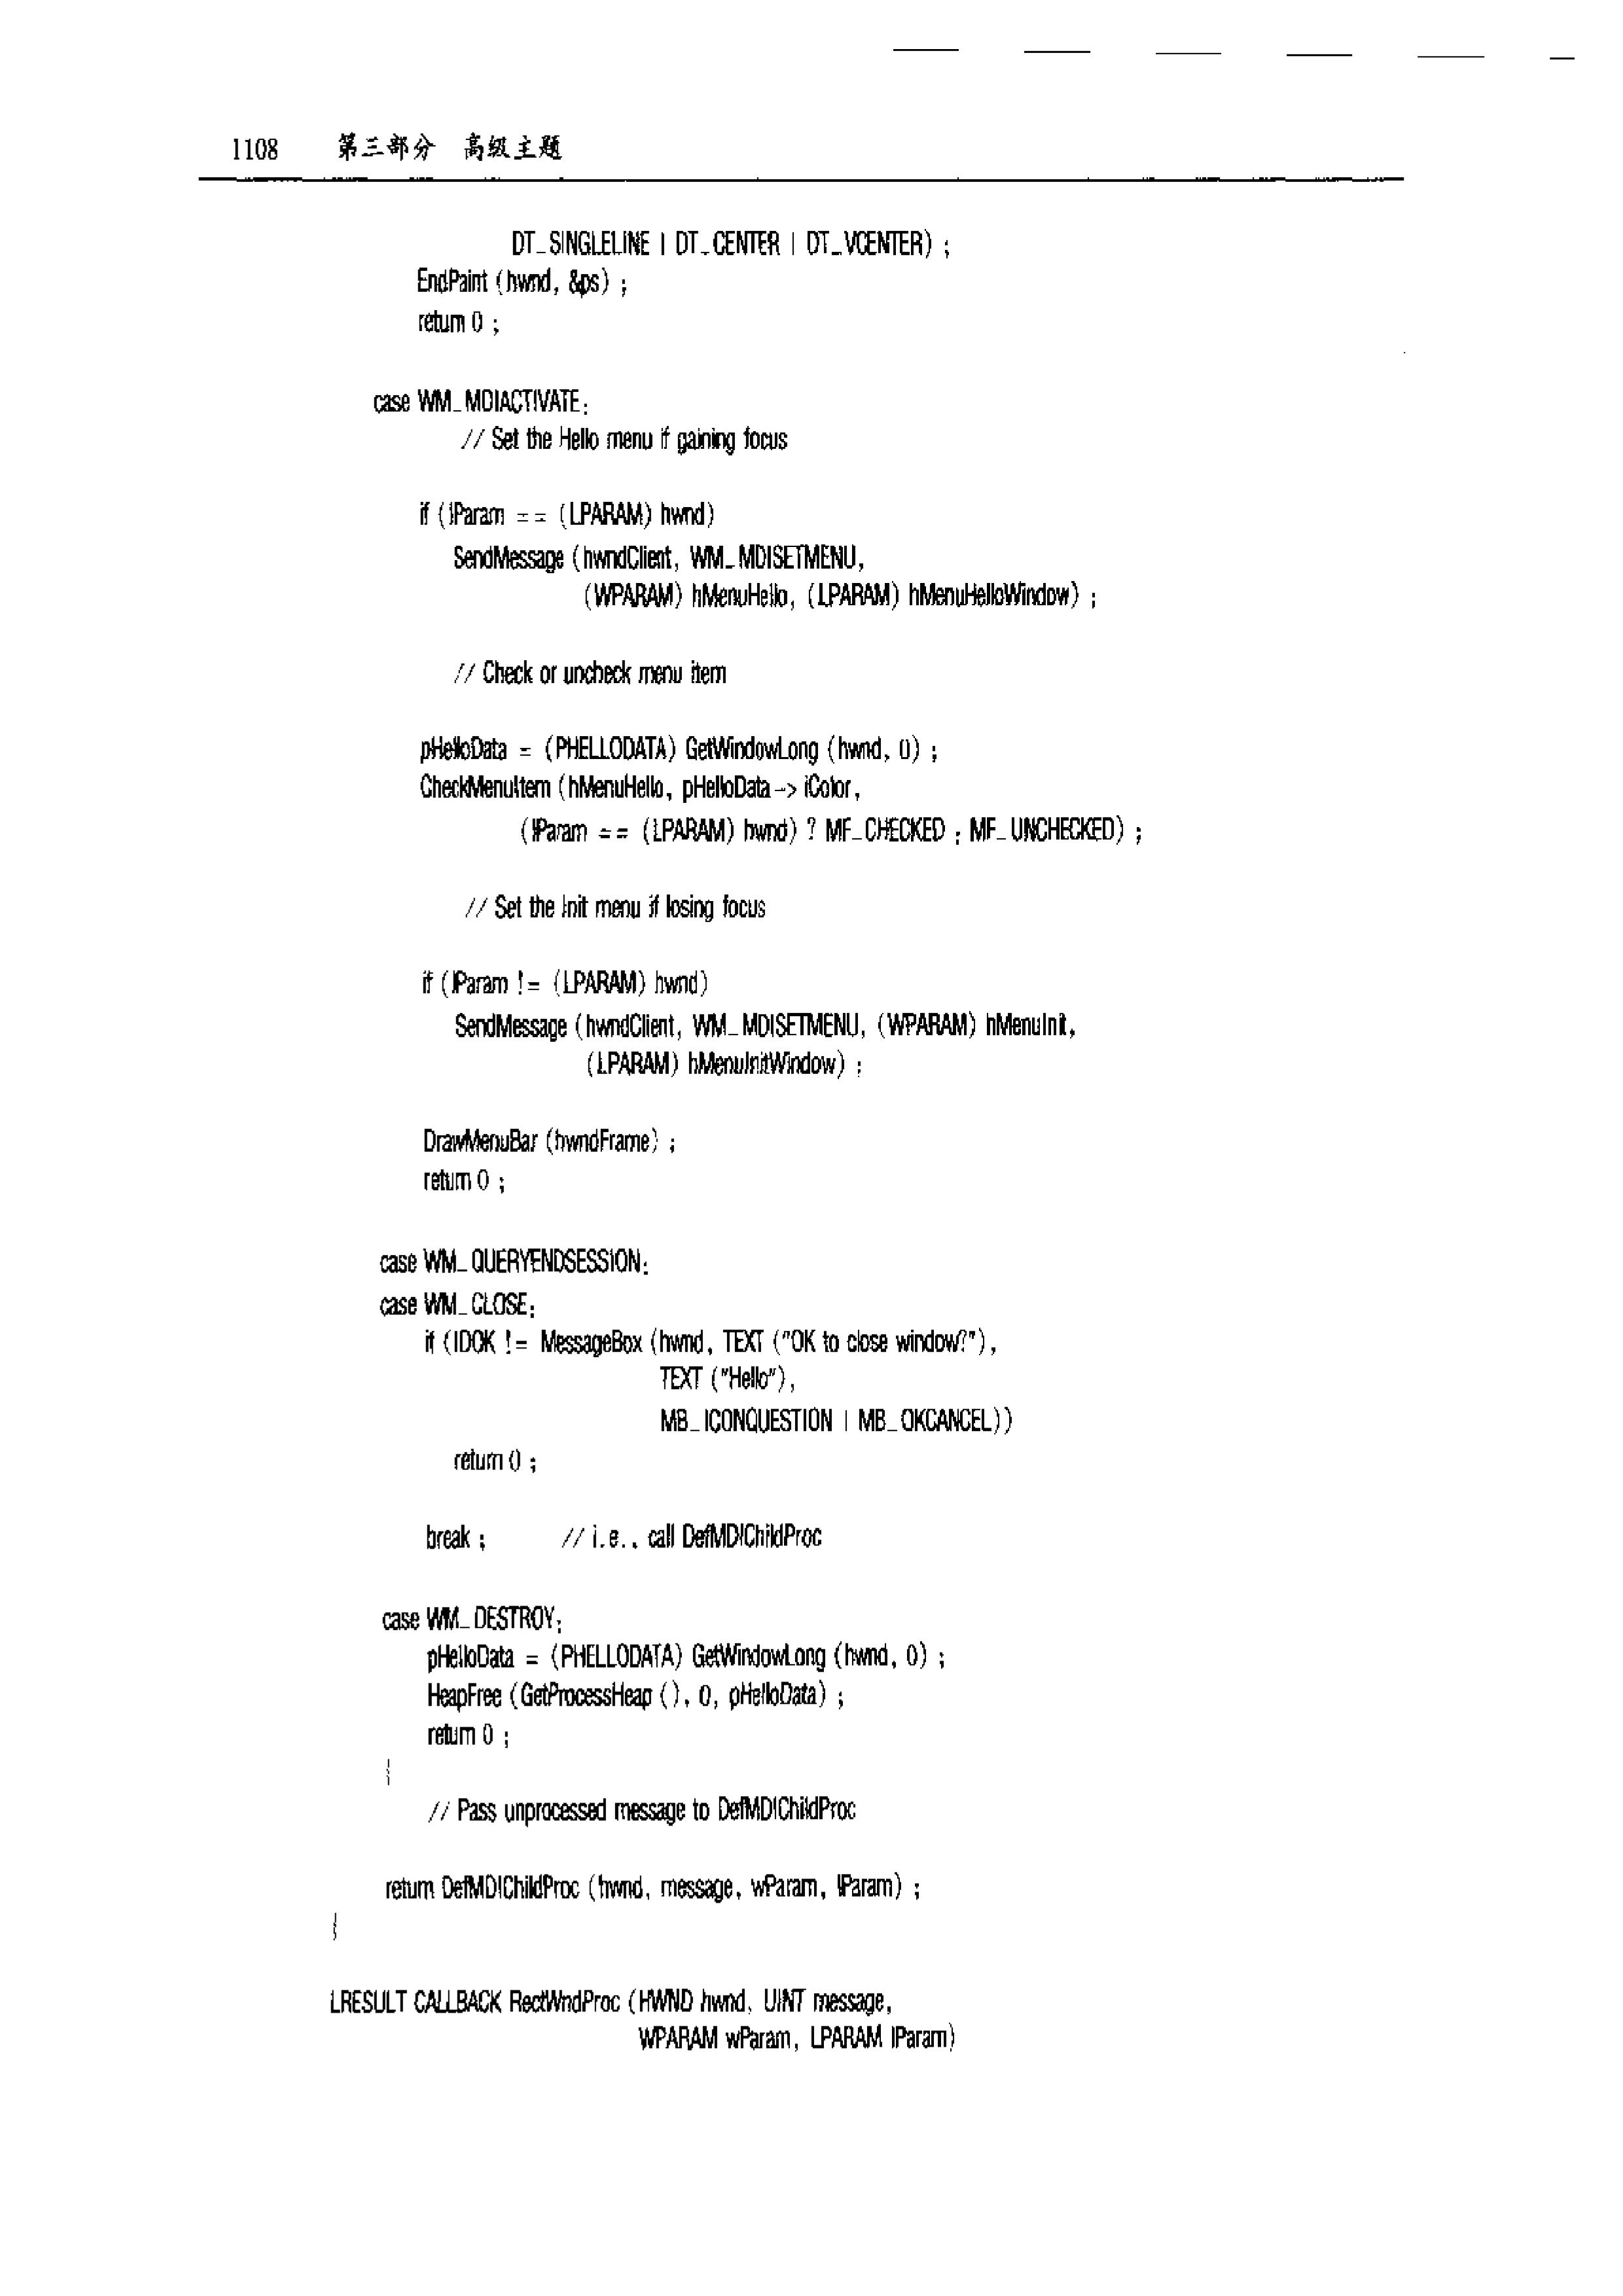 1108 第三部分 高级主题
DT_SINGLELINE | DT_CENTER | DT_VCENTER) ;
EndPaint (hwnd, &ps) ;
return 0 ;
case WM_MDIACTIVATE:
// Set the Hello menu if gaining focus
if (lParam == (LPARAM) hwnd)
SendMessage (hwndClient, WM_MDISETMENU,
(WPARAM) hMenuHello, (LPARAM) hMenuHelloWindow) ;
// Check or uncheck menu item
pHelloData = (PHELLODATA) GetWindowLong (hwnd, 0) ;
CheckMenuItem (hMenuHello, pHelloData -> iColor,
(lParam == (LPARAM) hwnd) ? MF_CHECKED : MF_UNCHECKED) ;
// Set the Init menu if losing focus
if (lParam != (LPARAM) hwnd)
SendMessage (hwndClient, WM_MDISETMENU, (WPARAM) hMenuInit,
(LPARAM) hMenuInitWindow) ;
DrawMenuBar (hwndFrame) ;
return 0 ;
case WM_QUERYENDSESSION:
case WM_CLOSE:
if (IDOK != MessageBox (hwnd, TEXT ("OK to close window?"),
TEXT ("Hello"),
MB_ICONQUESTION | MB_OKCANCEL))
return 0 ;
break ; // i.e., call DefMDIChildProc
case WM_DESTROY:
pHelloData = (PHELLODATA) GetWindowLong (hwnd, 0) ;
HeapFree (GetProcessHeap (), 0, pHelloData) ;
return 0 ;
{
// Pass unprocessed message to DefMDIChildProc
return DefMDIChildProc (hwnd, message, wParam, lParam) ;
{
LRESULT CALLBACK RectWndProc (HWND hwnd, UINT message,
WPARAM wParam, LPARAM lParam)